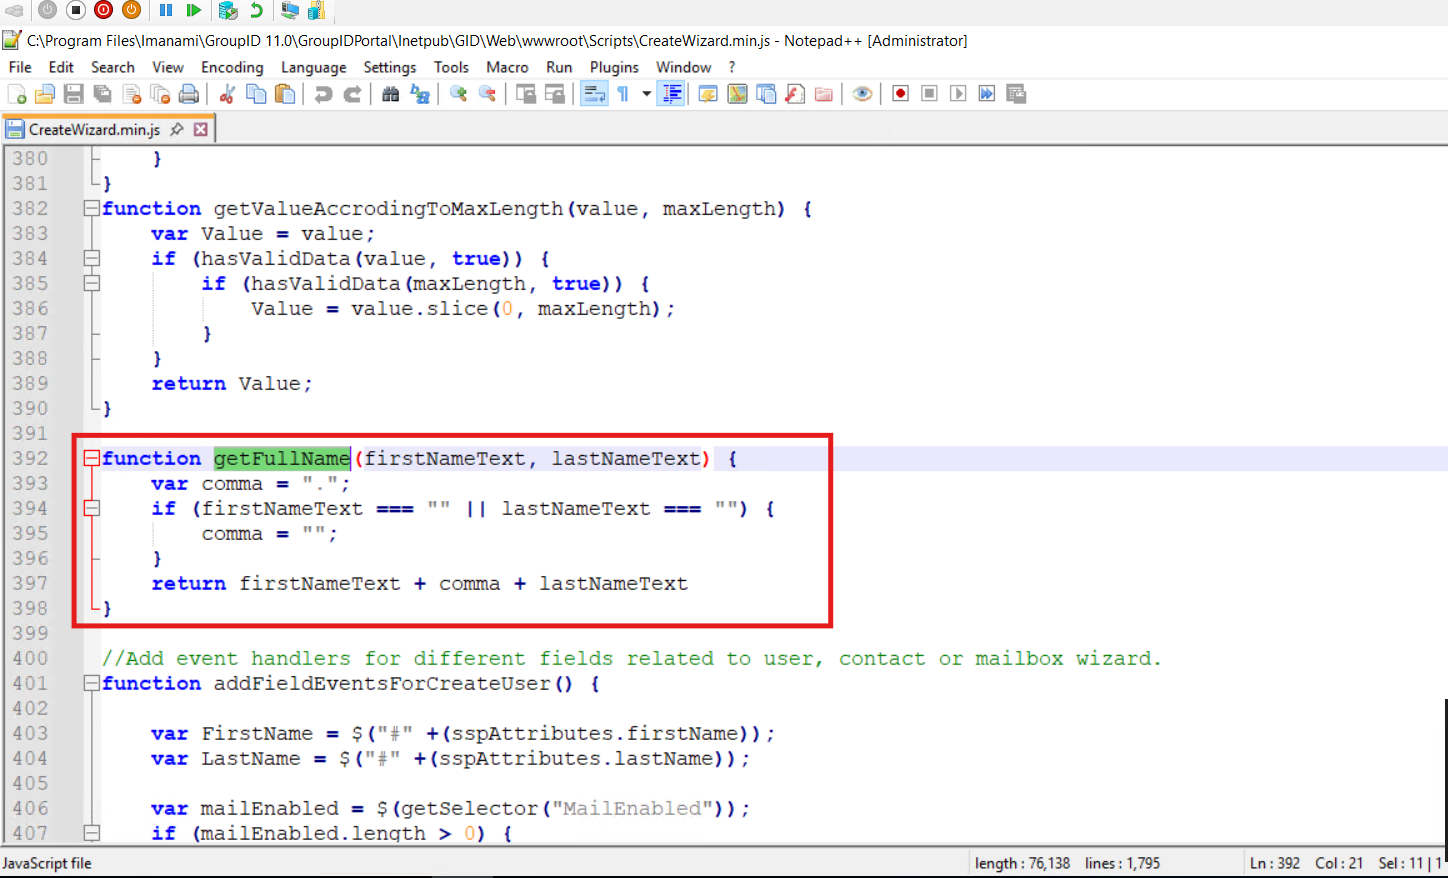 C:\Program Files\Imanami\GroupID 11.0\GroupIDPortal\Inetpub\GID\Web\wwwroot\Scripts\CreateWizard.min.js - Notepad++ [Administrator]
File Edit Search View Encoding Language Settings Tools Macro Run Plugins Window ?
CreateWizard.min.js
380 }
381 }
382 function getValueAccrodingToMaxLength(value, maxLength) {
383 var Value = value;
384 if (hasValidData(value, true)) {
385 if (hasValidData(maxLength, true)) {
386 Value = value.slice(0, maxLength);
387 }
388 }
389 return Value;
390 }
391
392 function getFullName(firstNameText, lastNameText) {
393 var comma = ".";
394 if (firstNameText === "" || lastNameText === "") {
395 comma = "";
396 }
397 return firstNameText + comma + lastNameText
398 }
399
400 //Add event handlers for different fields related to user, contact or mailbox wizard.
401 function addFieldEventsForCreateUser() {
402
403 var FirstName = $("#" +(sspAttributes.firstName));
404 var LastName = $("#" +(sspAttributes.lastName));
405
406 var mailEnabled = $(getSelector("MailEnabled"));
407 if (mailEnabled.length > 0) {
JavaScript file length : 76,138 lines : 1,795 Ln : 392 Col : 21 Sel : 11 | 1